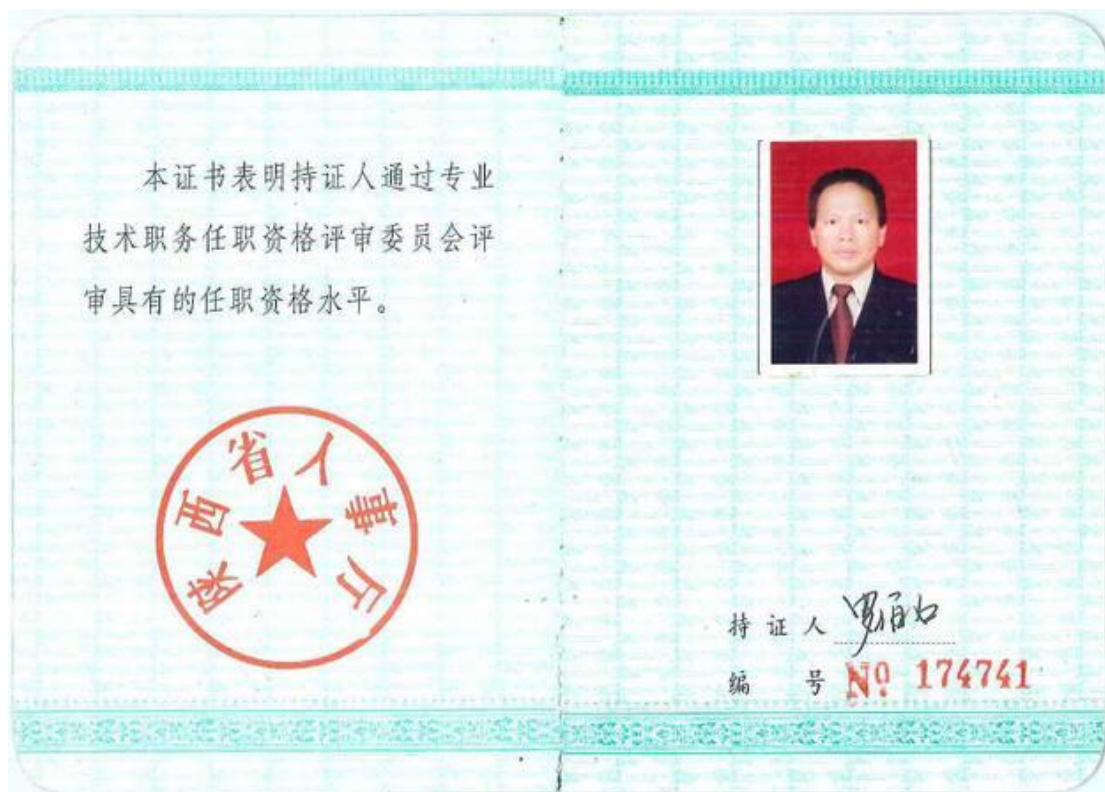 本证书表明持证人通过专业
技术职务任职资格评审委员会评
审具有的任职资格水平。
陕西省人事厅
持证人
编号 Nº 174741